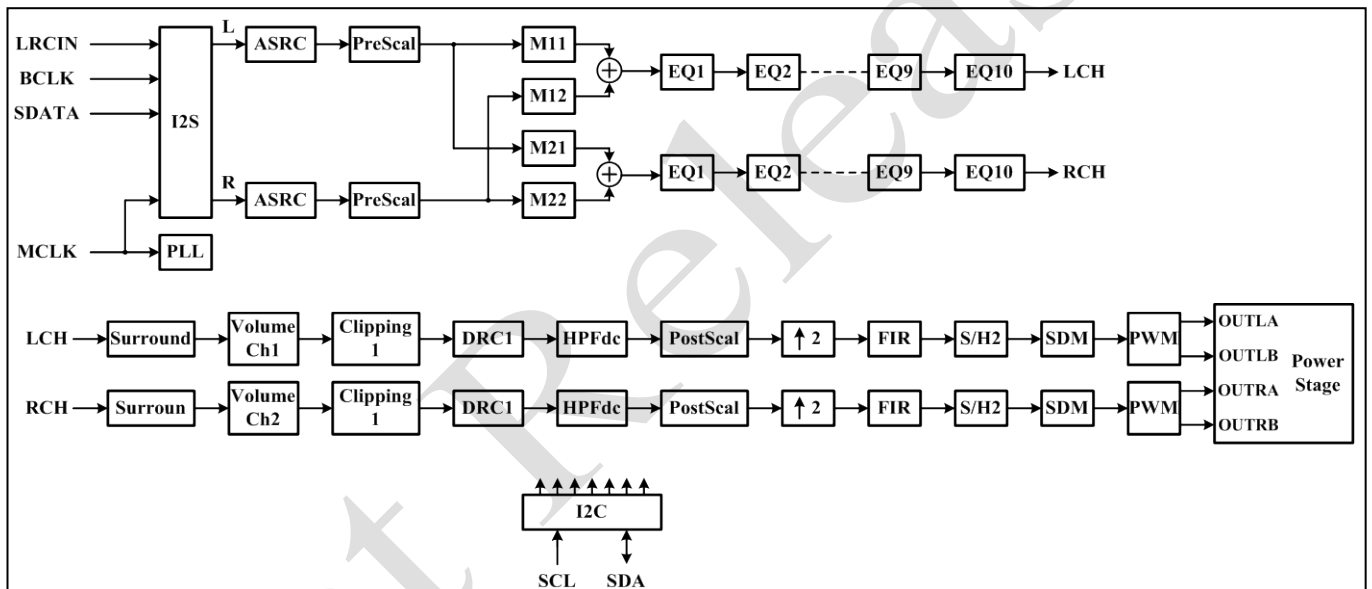 LRCIN
BCLK
SDATA
MCLK
I2S
PLL
L
ASRC
PreScal
R
ASRC
PreScal
M11
M12
M21
M22
EQ1
EQ2
EQ9
EQ10
LCH
EQ1
EQ2
EQ9
EQ10
RCH
LCH
Surround
Volume
Ch1
Clipping
1
DRC1
HPFdc
PostScal
↑ 2
FIR
S/H2
SDM
PWM
OUTLA
OUTLB
RCH
Surroun
Volume
Ch2
Clipping
1
DRC1
HPFdc
PostScal
↑ 2
FIR
S/H2
SDM
PWM
OUTRA
OUTRB
Power
Stage
I2C
SCL
SDA